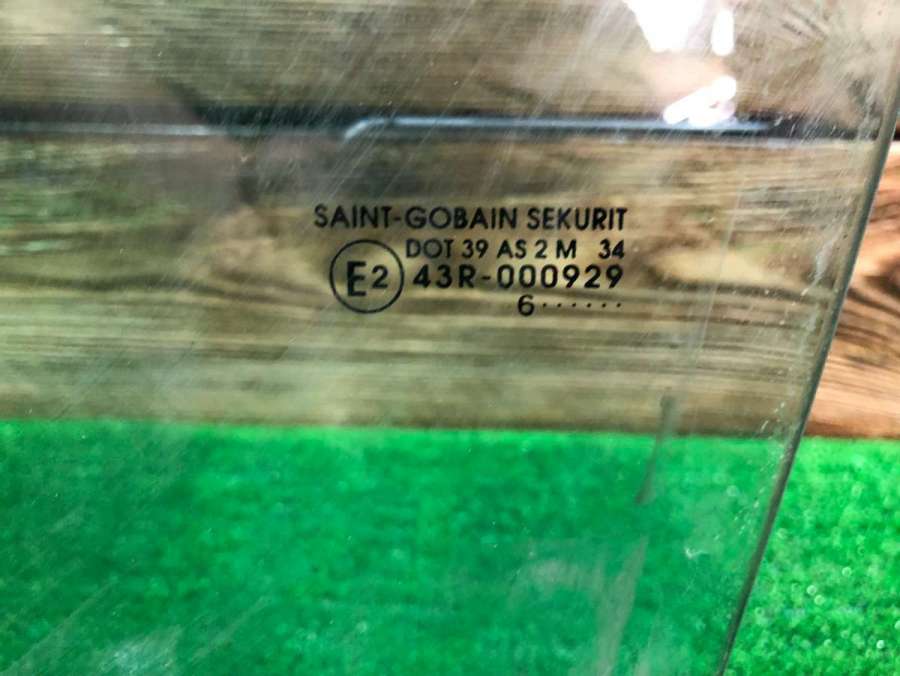 SAINT-GOBAIN SEKURIT
DOT 39 AS 2 M 34
E2 43R-000929
6······